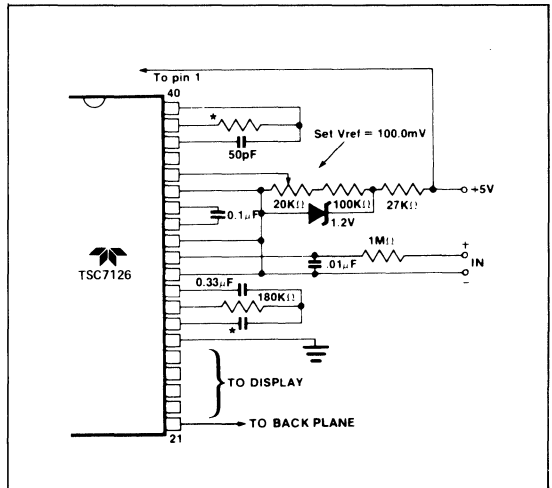 To pin 1
40
*
50pF
Set Vref = 100.0mV
20KΩ
100KΩ
27KΩ
+5V
1.2V
0.1μF
1MΩ
+
IN
.01μF
−
TSC7126
0.33μF
180KΩ
*
TO DISPLAY
TO BACK PLANE
21